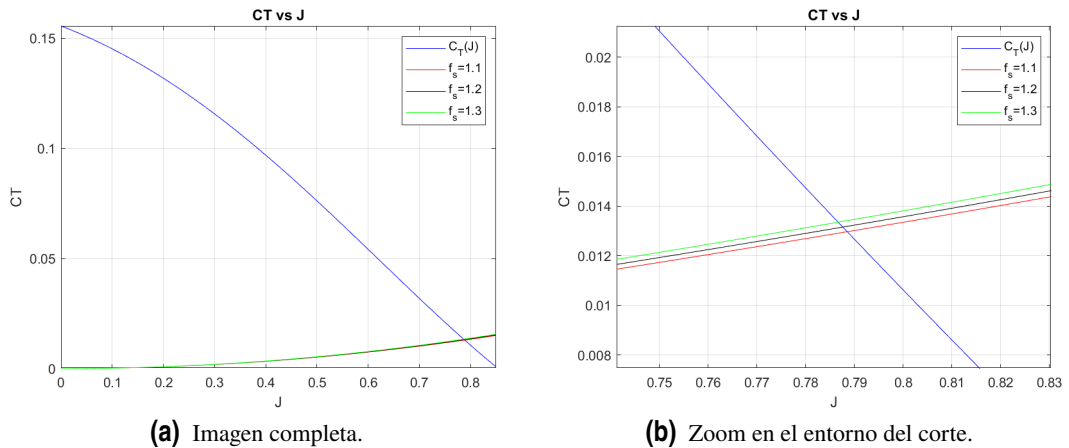 CT vs J
0.15
0.1
0.05
0
CT
0 0.1 0.2 0.3 0.4 0.5 0.6 0.7 0.8
J
C_T(J)
f_s=1.1
f_s=1.2
f_s=1.3
(a) Imagen completa.
CT vs J
0.02
0.018
0.016
0.014
0.012
0.01
0.008
CT
0.75 0.76 0.77 0.78 0.79 0.8 0.81 0.82 0.83
J
C_T(J)
f_s=1.1
f_s=1.2
f_s=1.3
(b) Zoom en el entorno del corte.